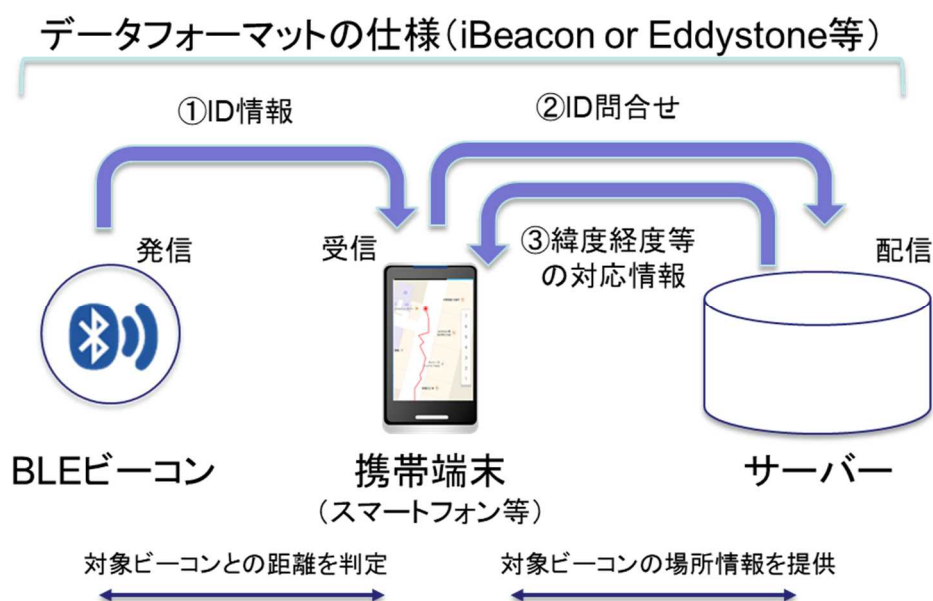 データフォーマットの仕様(iBeacon or Eddystone等)
①ID情報
②ID問合せ
発信
受信
③緯度経度等
の対応情報
配信
BLEビーコン
携帯端末
(スマートフォン等)
サーバー
対象ビーコンとの距離を判定
対象ビーコンの場所情報を提供